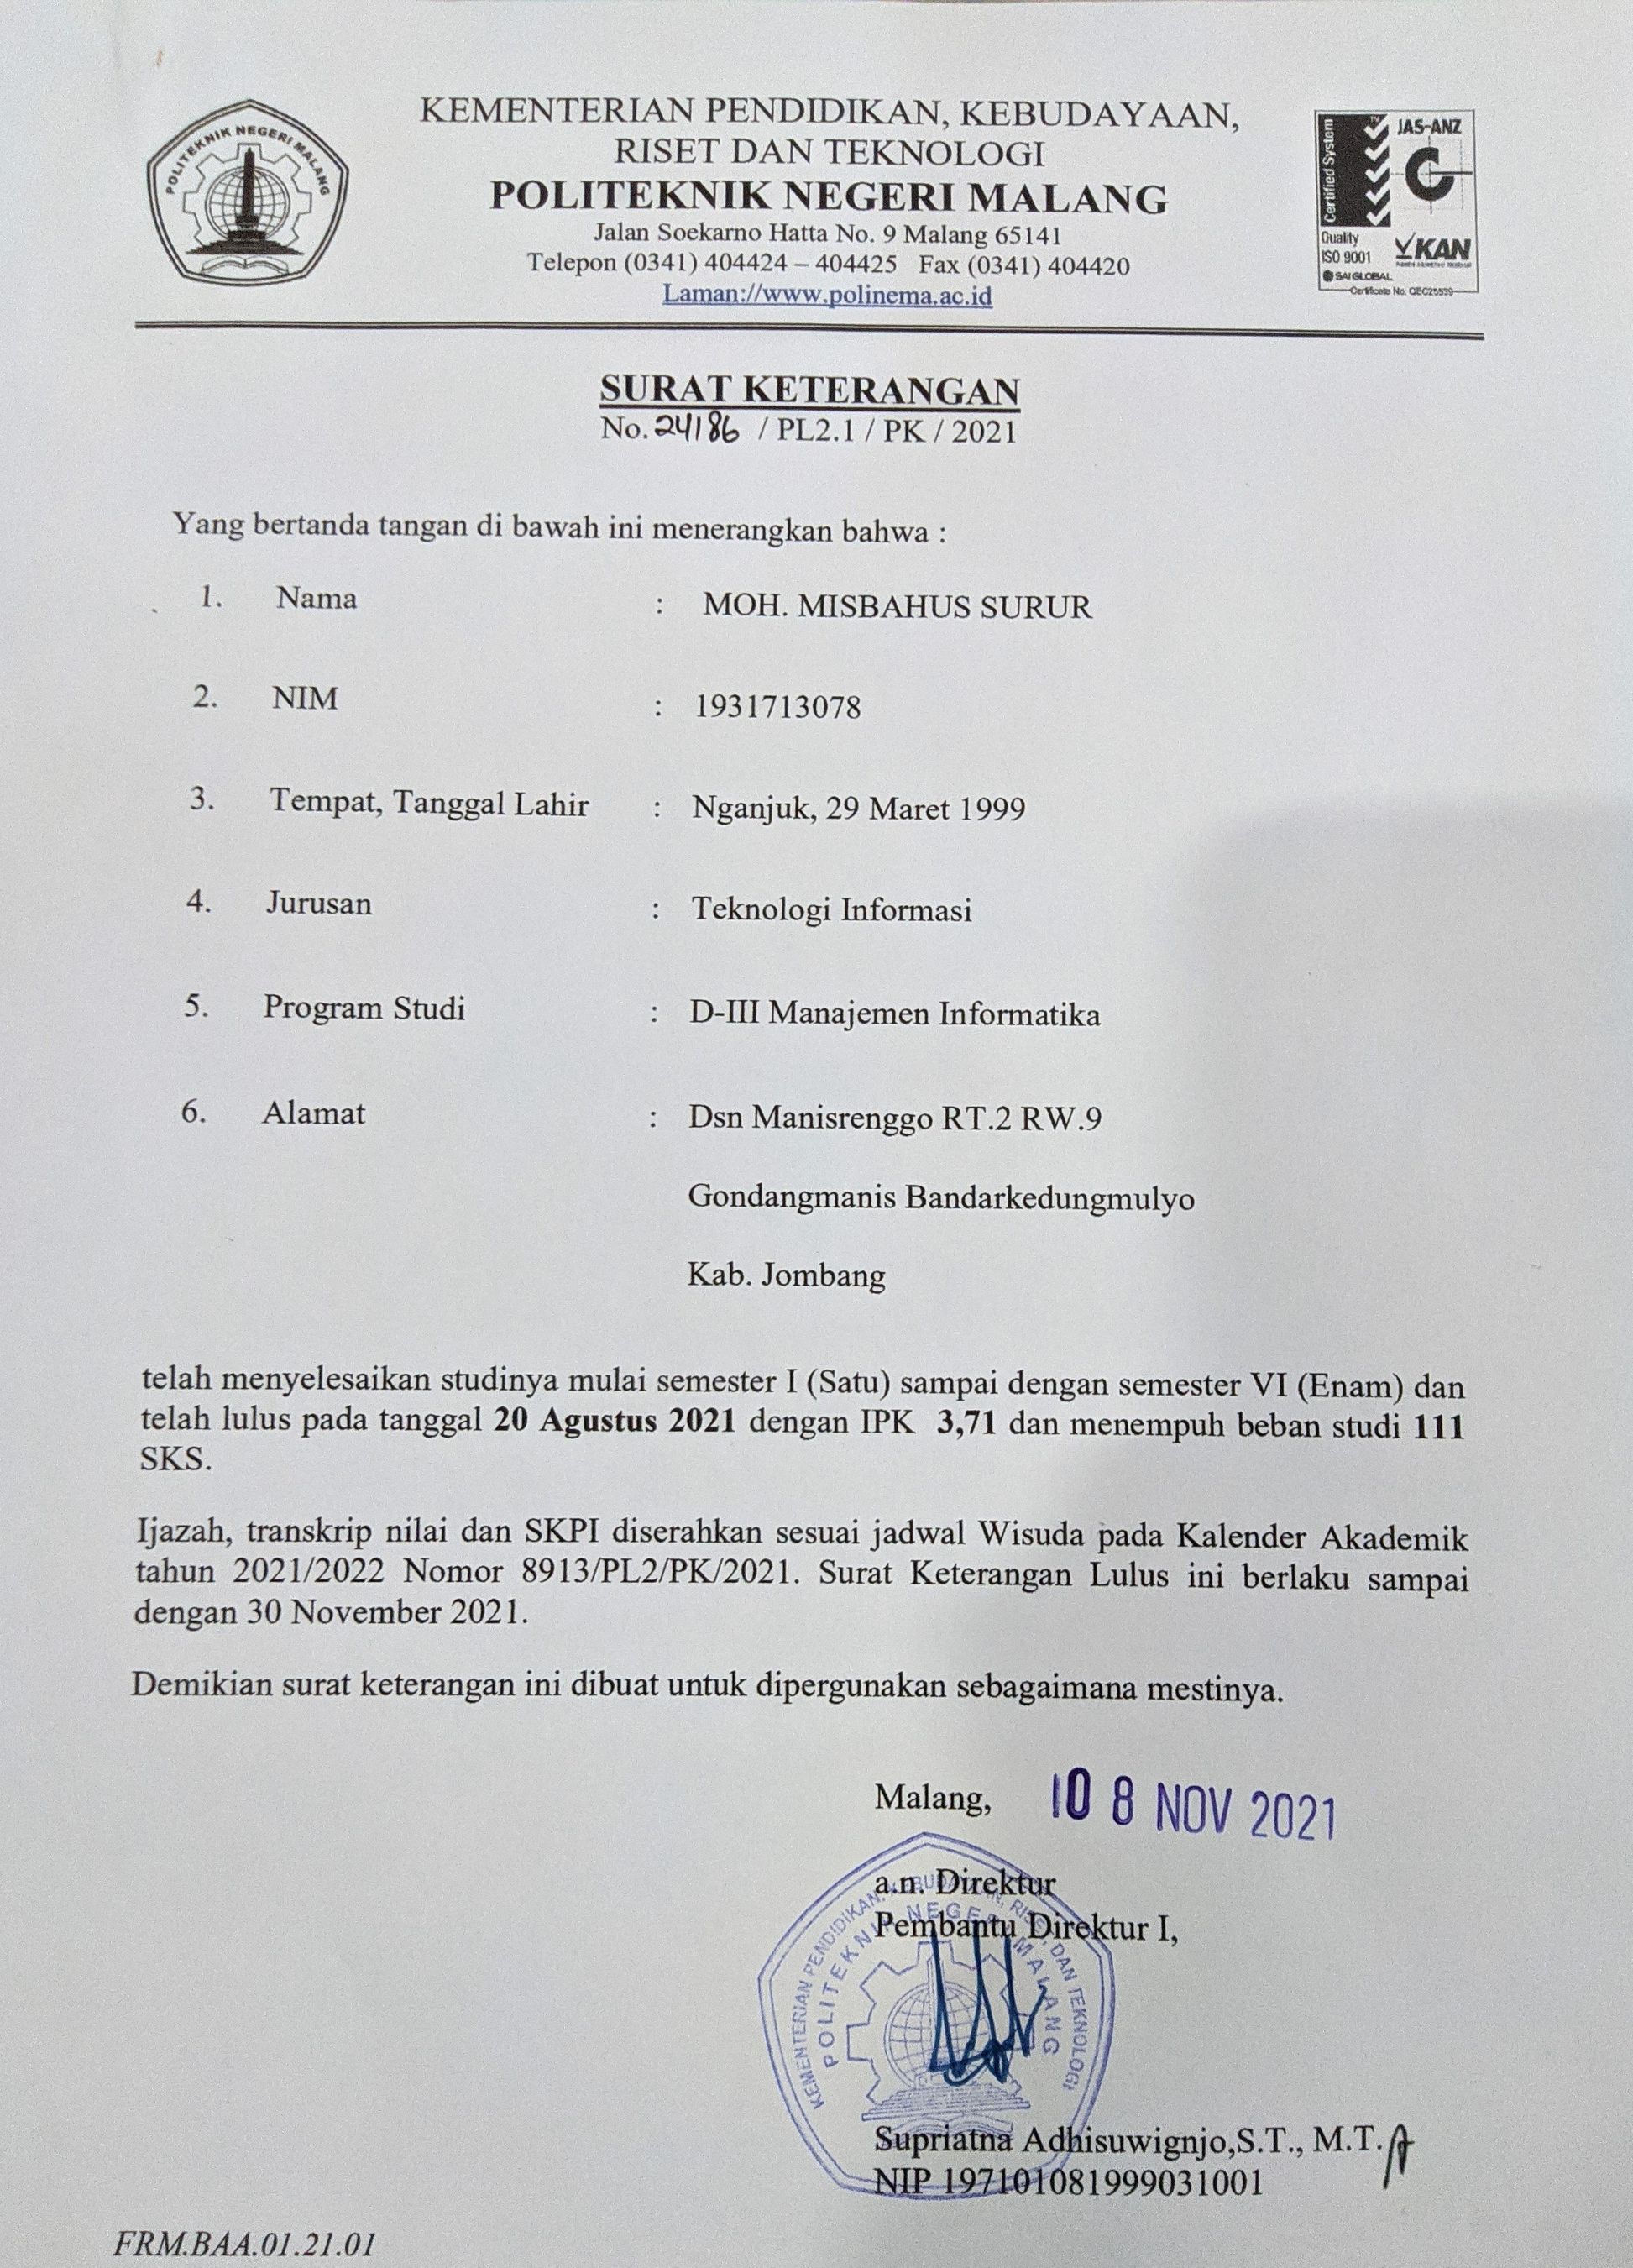 POLITEKNIK NEGERI MALANG
KEMENTERIAN PENDIDIKAN, KEBUDAYAAN,
RISET DAN TEKNOLOGI
POLITEKNIK NEGERI MALANG
Jalan Soekarno Hatta No. 9 Malang 65141
Telepon (0341) 404424 – 404425 Fax (0341) 404420
Laman://www.polinema.ac.id
Certified System
JAS-ANZ
Quality
ISO 9001
KAN
SAI GLOBAL
Certificate No. QEC25539
SURAT KETERANGAN
No. 24186 / PL2.1 / PK / 2021
Yang bertanda tangan di bawah ini menerangkan bahwa :
1. Nama : MOH. MISBAHUS SURUR
2. NIM : 1931713078
3. Tempat, Tanggal Lahir : Nganjuk, 29 Maret 1999
4. Jurusan : Teknologi Informasi
5. Program Studi : D-III Manajemen Informatika
6. Alamat : Dsn Manisrenggo RT.2 RW.9
Gondangmanis Bandarkedungmulyo
Kab. Jombang
telah menyelesaikan studinya mulai semester I (Satu) sampai dengan semester VI (Enam) dan
telah lulus pada tanggal 20 Agustus 2021 dengan IPK 3,71 dan menempuh beban studi 111
SKS.
Ijazah, transkrip nilai dan SKPI diserahkan sesuai jadwal Wisuda pada Kalender Akademik
tahun 2021/2022 Nomor 8913/PL2/PK/2021. Surat Keterangan Lulus ini berlaku sampai
dengan 30 November 2021.
Demikian surat keterangan ini dibuat untuk dipergunakan sebagaimana mestinya.
Malang, 08 NOV 2021
a.n. Direktur
Pembantu Direktur I,
KEMENTERIAN PENDIDIKAN, KEBUDAYAAN, RISET, DAN TEKNOLOGI
POLITEKNIK NEGERI MALANG
Supriatna Adhisuwignjo,S.T., M.T.
NIP 197101081999031001
FRM.BAA.01.21.01